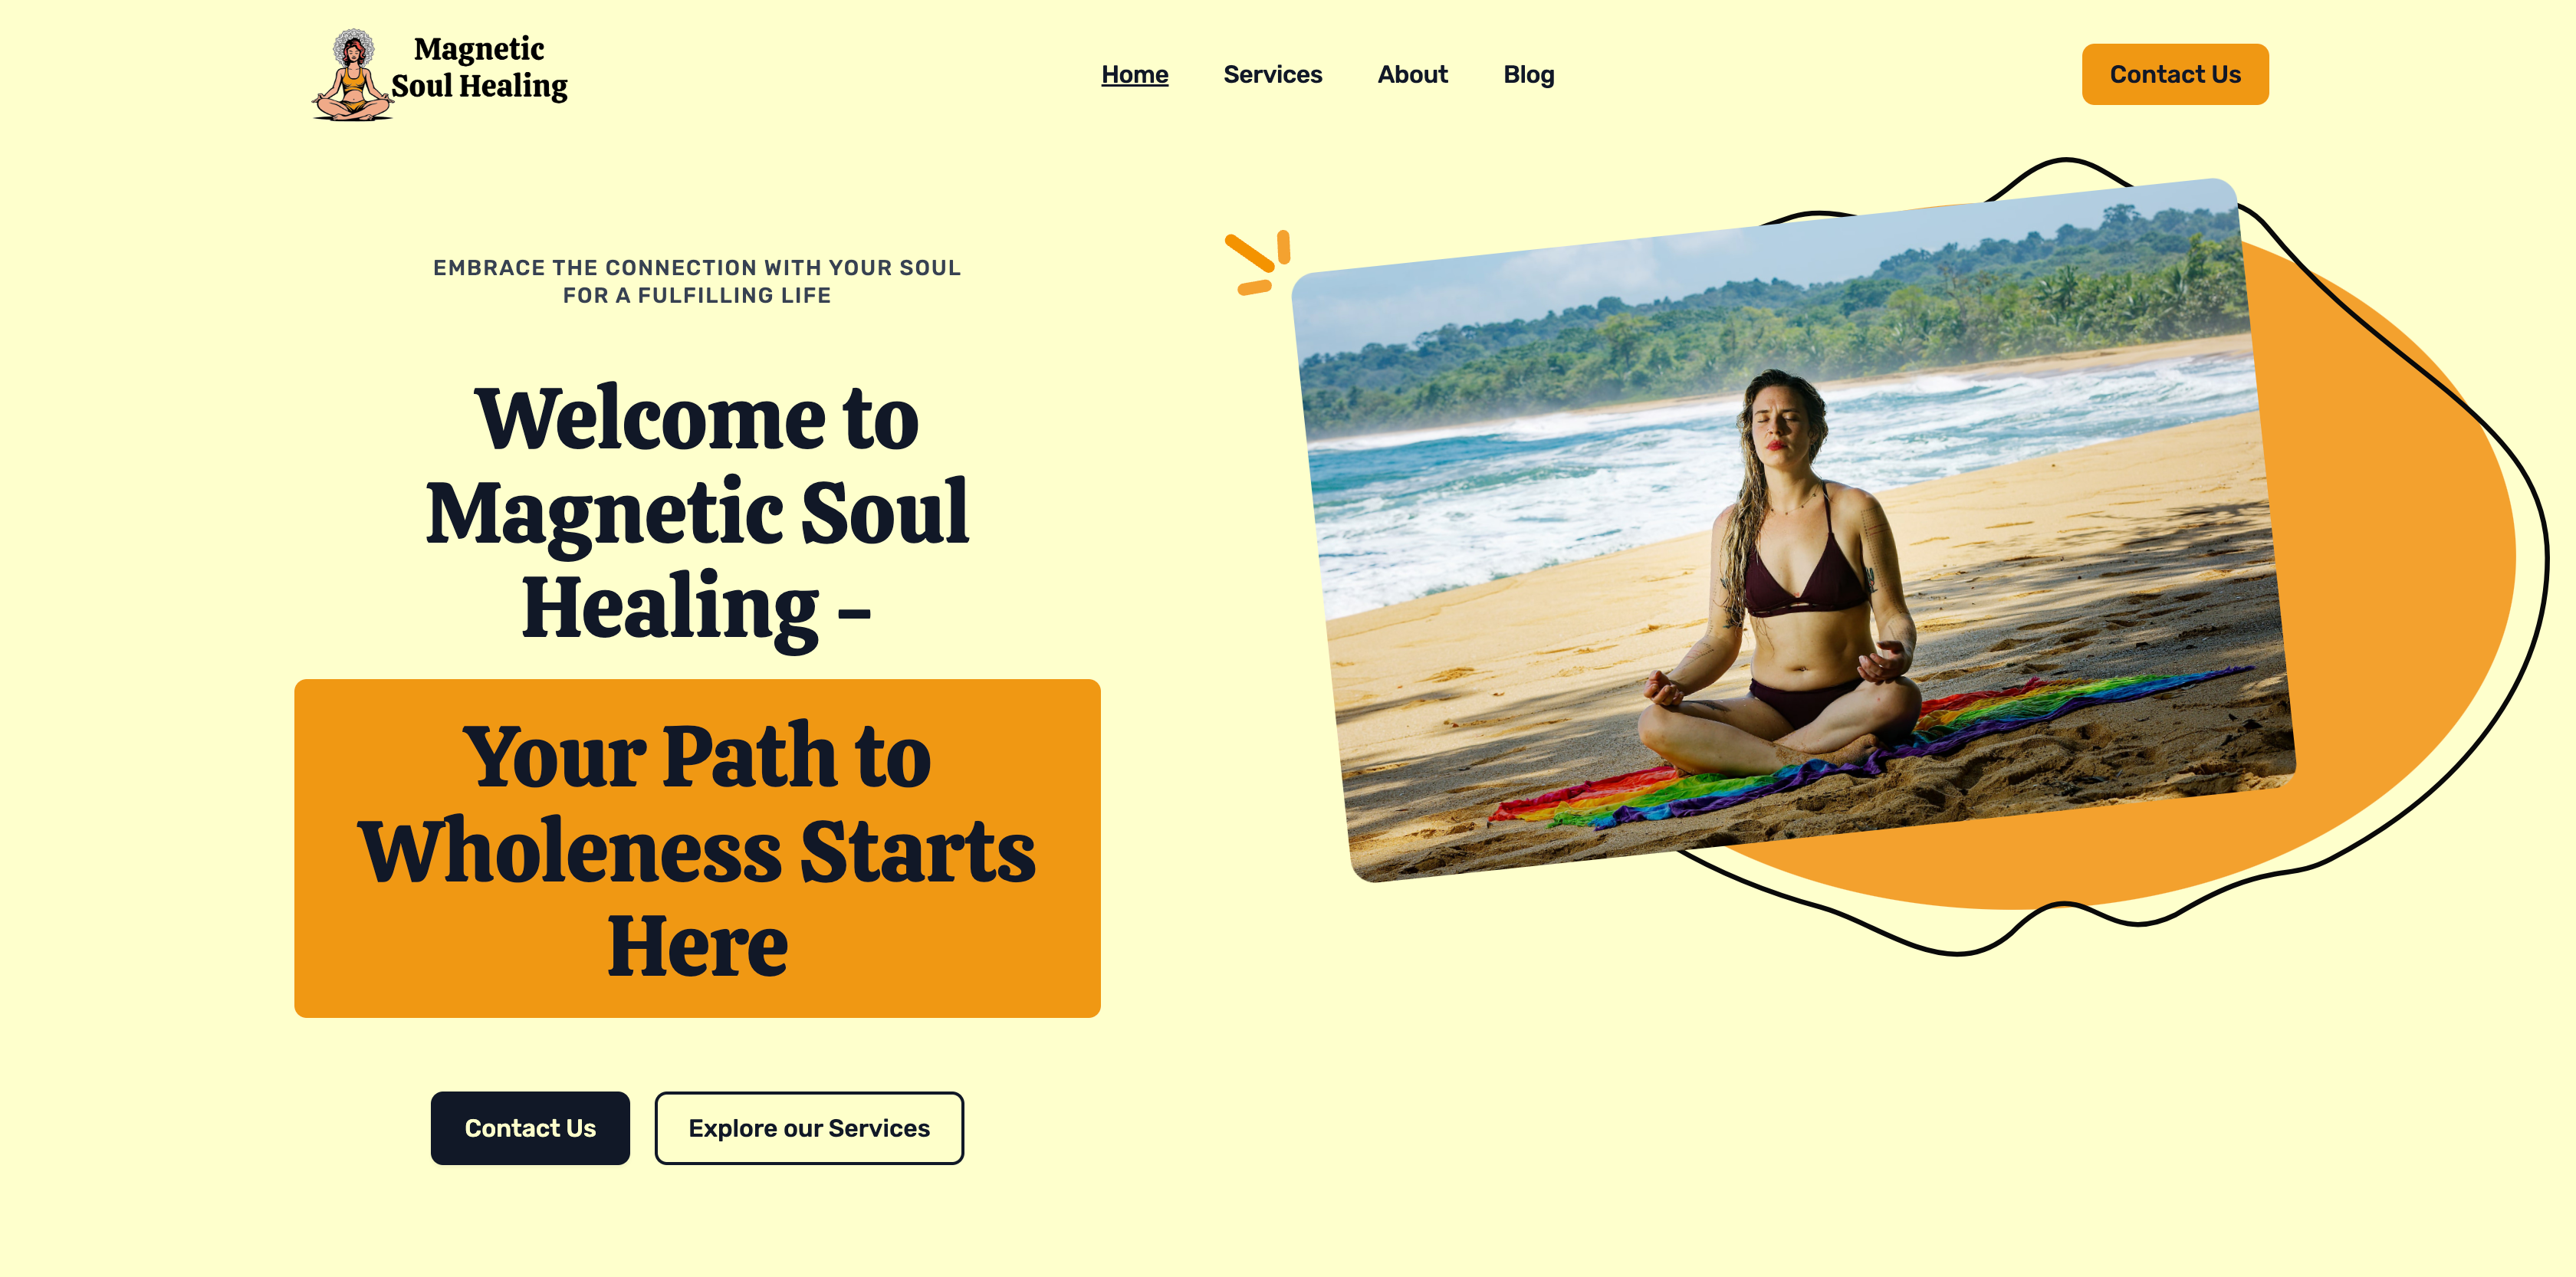 Magnetic
Soul Healing
Home
Services
About
Blog
Contact Us
EMBRACE THE CONNECTION WITH YOUR SOUL
FOR A FULFILLING LIFE
Welcome to
Magnetic Soul
Healing –
Your Path to
Wholeness Starts
Here
Contact Us
Explore our Services